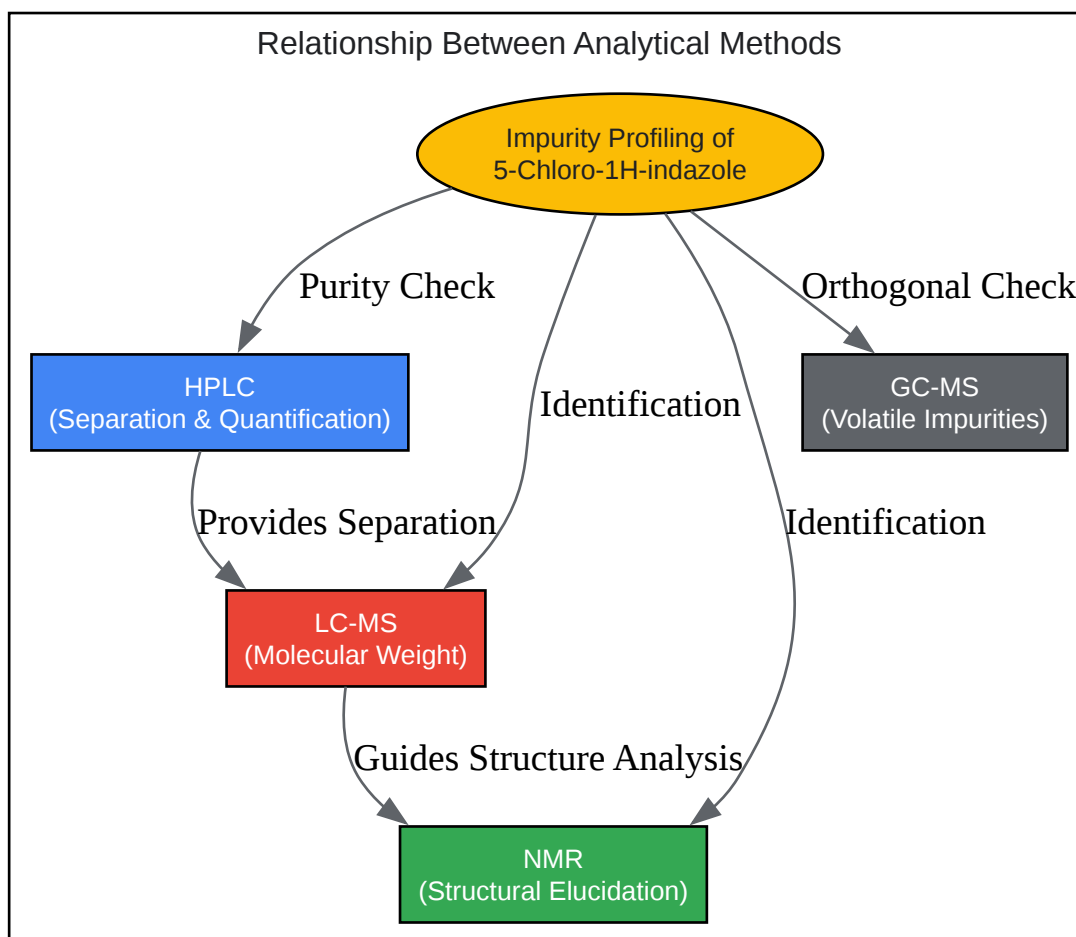 Relationship Between Analytical Methods
Impurity Profiling of
5-Chloro-1H-indazole
Purity Check
Orthogonal Check
HPLC
(Separation & Quantification)
Identification
GC-MS
(Volatile Impurities)
Provides Separation
Identification
LC-MS
(Molecular Weight)
Guides Structure Analysis
NMR
(Structural Elucidation)